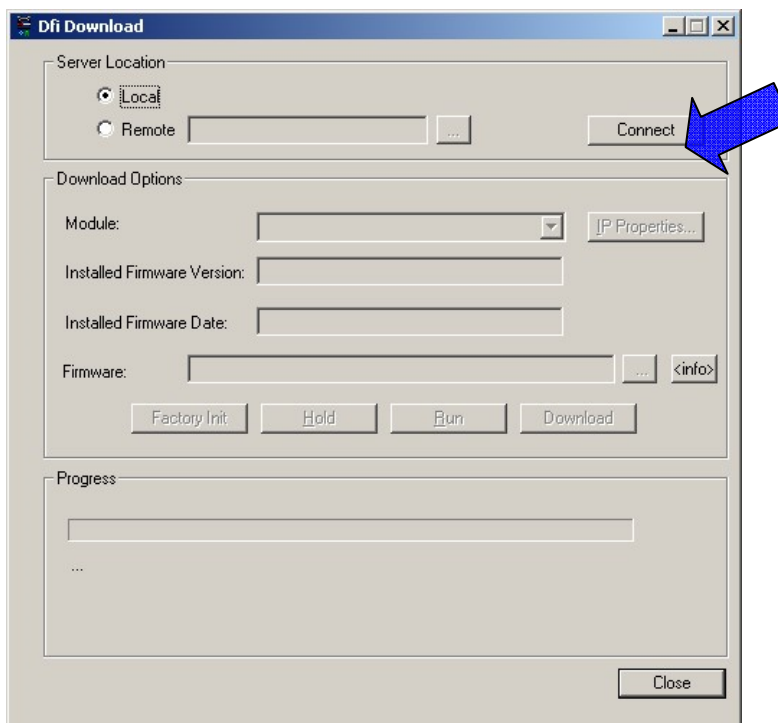 Dfi Download
Server Location
Local
Remote ...
Connect
Download Options
Module:
IP Properties...
Installed Firmware Version:
Installed Firmware Date:
Firmware: ... <info>
Factory Init Hold Run Download
Progress
...
Close